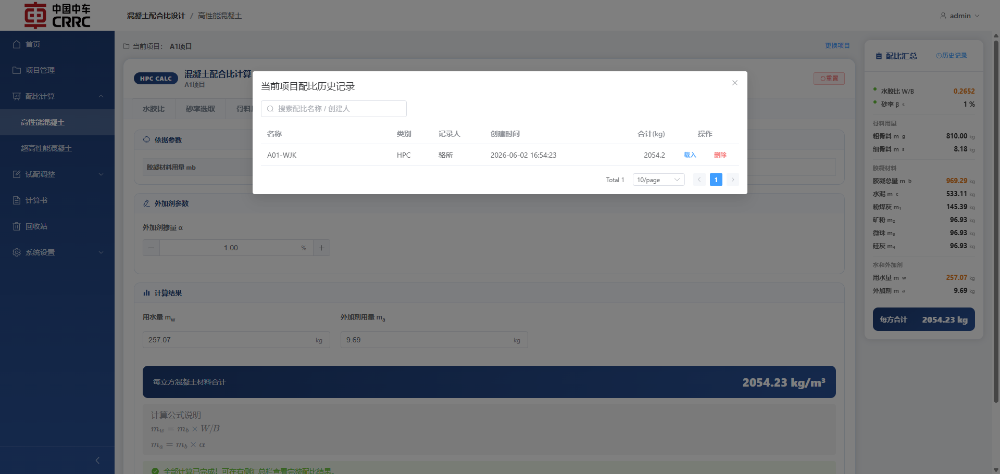 中国中车
CRRC
混凝土配合比设计 / 高性能混凝土
admin
首页
项目管理
配比计算
高性能混凝土
超高性能混凝土
试配调整
计算书
回收站
系统设置
当前项目： A1项目
更换项目
HPC CALC
混凝土配合比计算
A1项目
重置
水胶比
砂率选取
骨料
依据参数
胶凝材料用量 mb
外加剂参数
外加剂掺量 α
1.00 %
计算结果
用水量 mw
外加剂用量 ma
257.07 kg
9.69 kg
每立方混凝土材料合计
2054.23 kg/m³
计算公式说明
m_w = m_b × W/B
m_a = m_b × α
全部计算已完成！可在右侧汇总栏查看完整配比结果。
当前项目配比历史记录
搜索配比名称 / 创建人
名称 类别 记录人 创建时间 合计(kg) 操作
A01-WJK HPC 骆所 2026-06-02 16:54:23 2054.2 载入 删除
Total 1 10/page 1
配比汇总 历史记录
水胶比 W/B 0.2652
砂率 β s 1 %
骨料用量
粗骨料 m g 810.00 kg
细骨料 m s 8.18 kg
胶凝材料
胶凝总量 m b 969.29 kg
水泥 m c 533.11 kg
粉煤灰 m₁ 145.39 kg
矿粉 m₂ 96.93 kg
微珠 m₃ 96.93 kg
硅灰 m₄ 96.93 kg
水和外加剂
用水量 m w 257.07 kg
外加剂 m a 9.69 kg
每方合计 2054.23 kg